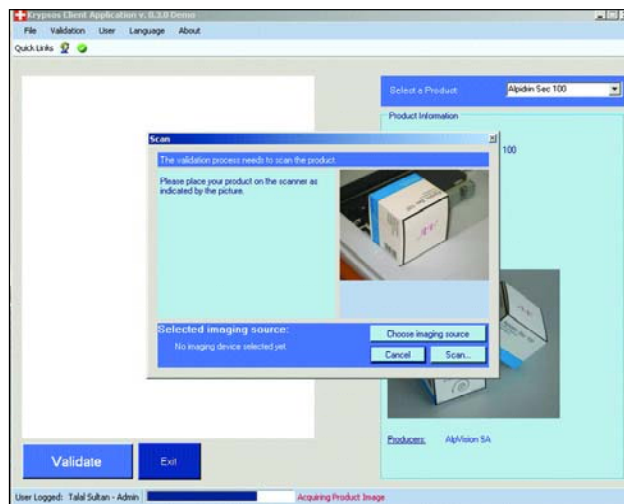 Krypsos Client Application v. 0.3.0 Demo
File Validation User Language About
Quick Links
Select a Product
Alpidrin Sec 100
Product Information
100
Scan
The validation process needs to scan the product
Please place your product on the scanner as
indicated by the picture.
Selected imaging source:
No imaging device selected yet.
Choose imaging source
Cancel
Scan...
Producers: AlpVision SA
Validate
Exit
User Logged: Talal Sultan - Admin
Acquiring Product Image